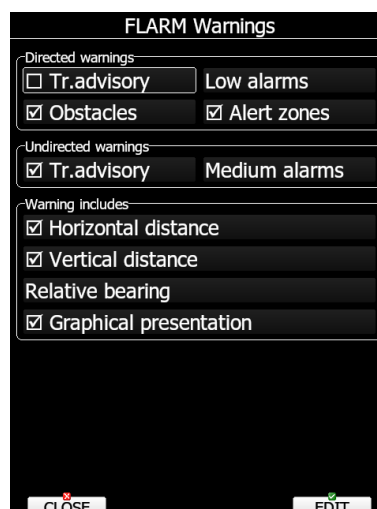 FLARM Warnings
Directed warnings
Tr.advisory Low alarms
Obstacles Alert zones
Undirected warnings
Tr.advisory Medium alarms
Warning includes
Horizontal distance
Vertical distance
Relative bearing
Graphical presentation
CLOSE EDIT